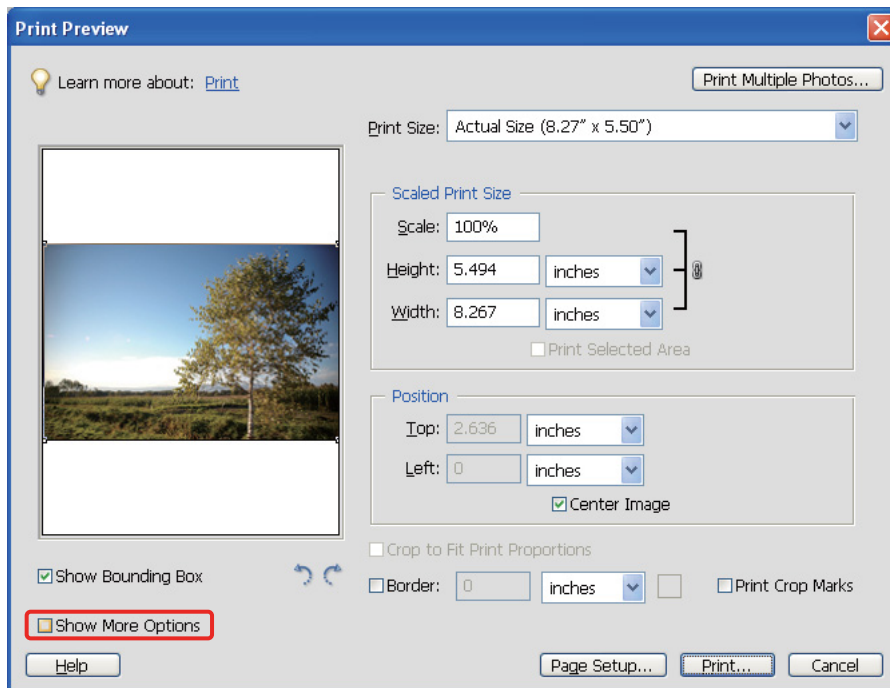 Print Preview
Learn more about: Print
Print Multiple Photos...
Print Size: Actual Size (8.27" x 5.50")
Scaled Print Size
Scale: 100%
Height: 5.494 inches
Width: 8.267 inches
Print Selected Area
Position
Top: 2.636 inches
Left: 0 inches
Center Image
Crop to Fit Print Proportions
Show Bounding Box
Border: 0 inches Print Crop Marks
Show More Options
Help Page Setup... Print... Cancel